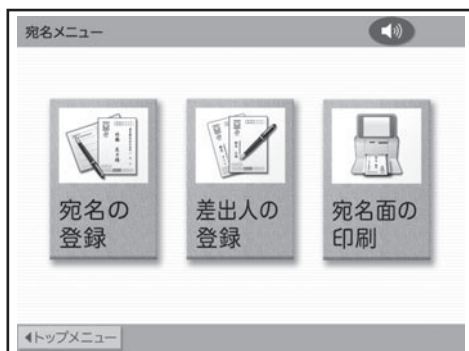 宛名メニュー
宛名の
登録
差出人の
登録
宛名面の
印刷
◀トップメニュー